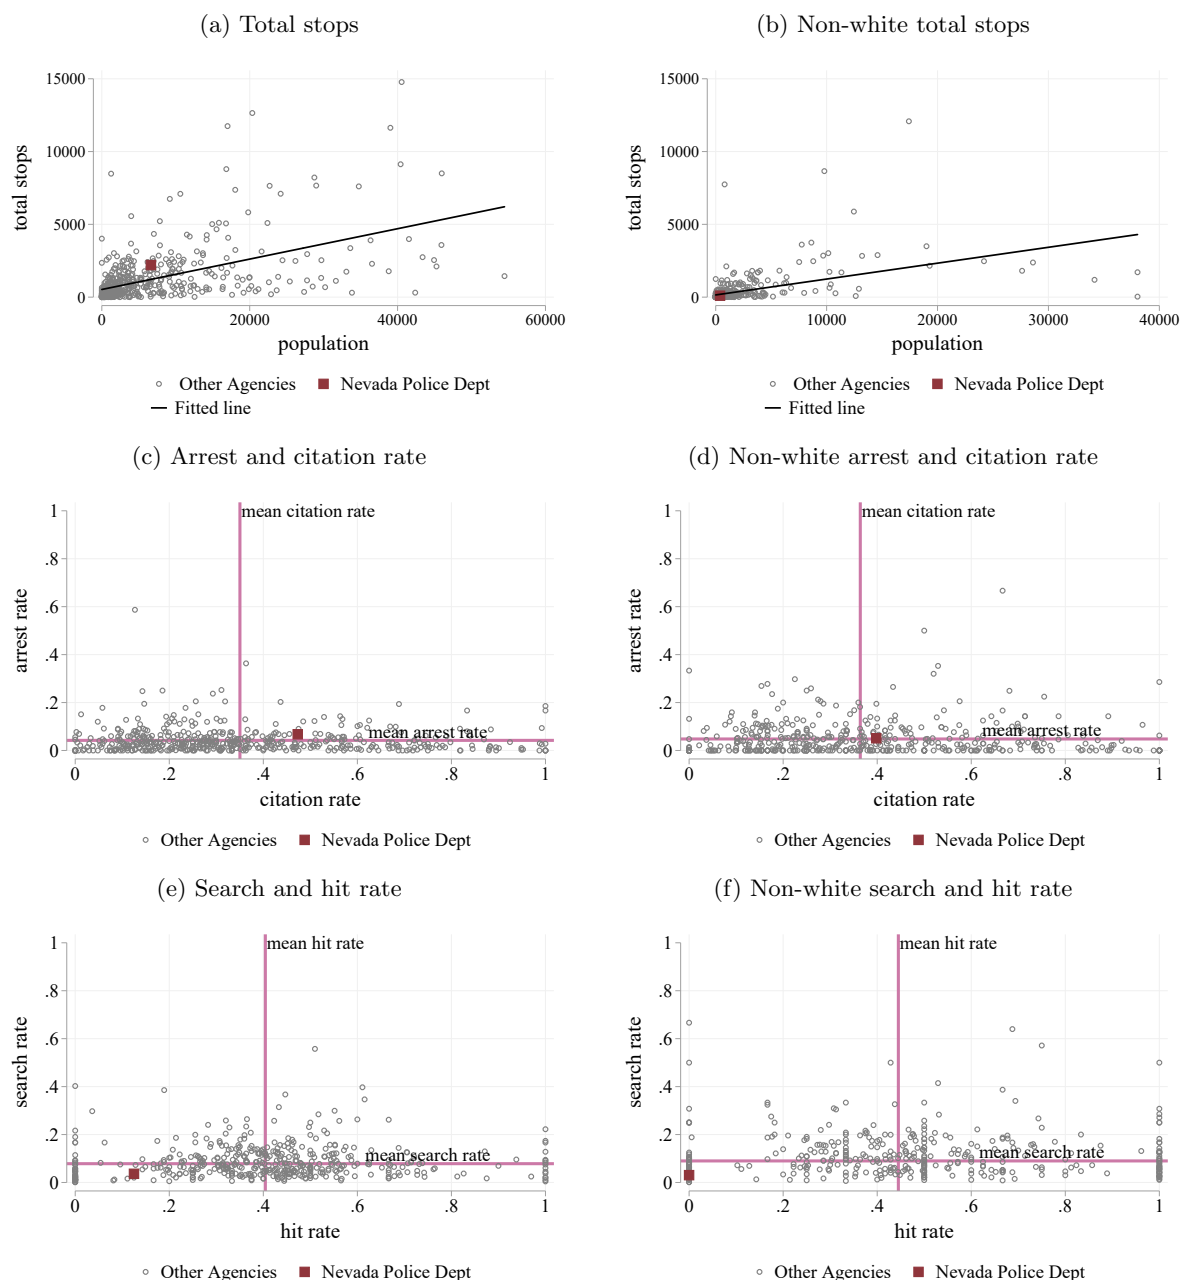 (a) Total stops
total stops
15000
10000
5000
0
0 20000 40000 60000
population
Other Agencies Nevada Police Dept
Fitted line
(b) Non-white total stops
total stops
15000
10000
5000
0
0 10000 20000 30000 40000
population
Other Agencies Nevada Police Dept
Fitted line
(c) Arrest and citation rate
arrest rate
1
.8
.6
.4
.2
0
mean citation rate
mean arrest rate
0 .2 .4 .6 .8 1
citation rate
Other Agencies Nevada Police Dept
(d) Non-white arrest and citation rate
arrest rate
1
.8
.6
.4
.2
0
mean citation rate
mean arrest rate
0 .2 .4 .6 .8 1
citation rate
Other Agencies Nevada Police Dept
(e) Search and hit rate
search rate
1
.8
.6
.4
.2
0
mean hit rate
mean search rate
0 .2 .4 .6 .8 1
hit rate
Other Agencies Nevada Police Dept
(f) Non-white search and hit rate
search rate
1
.8
.6
.4
.2
0
mean hit rate
mean search rate
0 .2 .4 .6 .8 1
hit rate
Other Agencies Nevada Police Dept